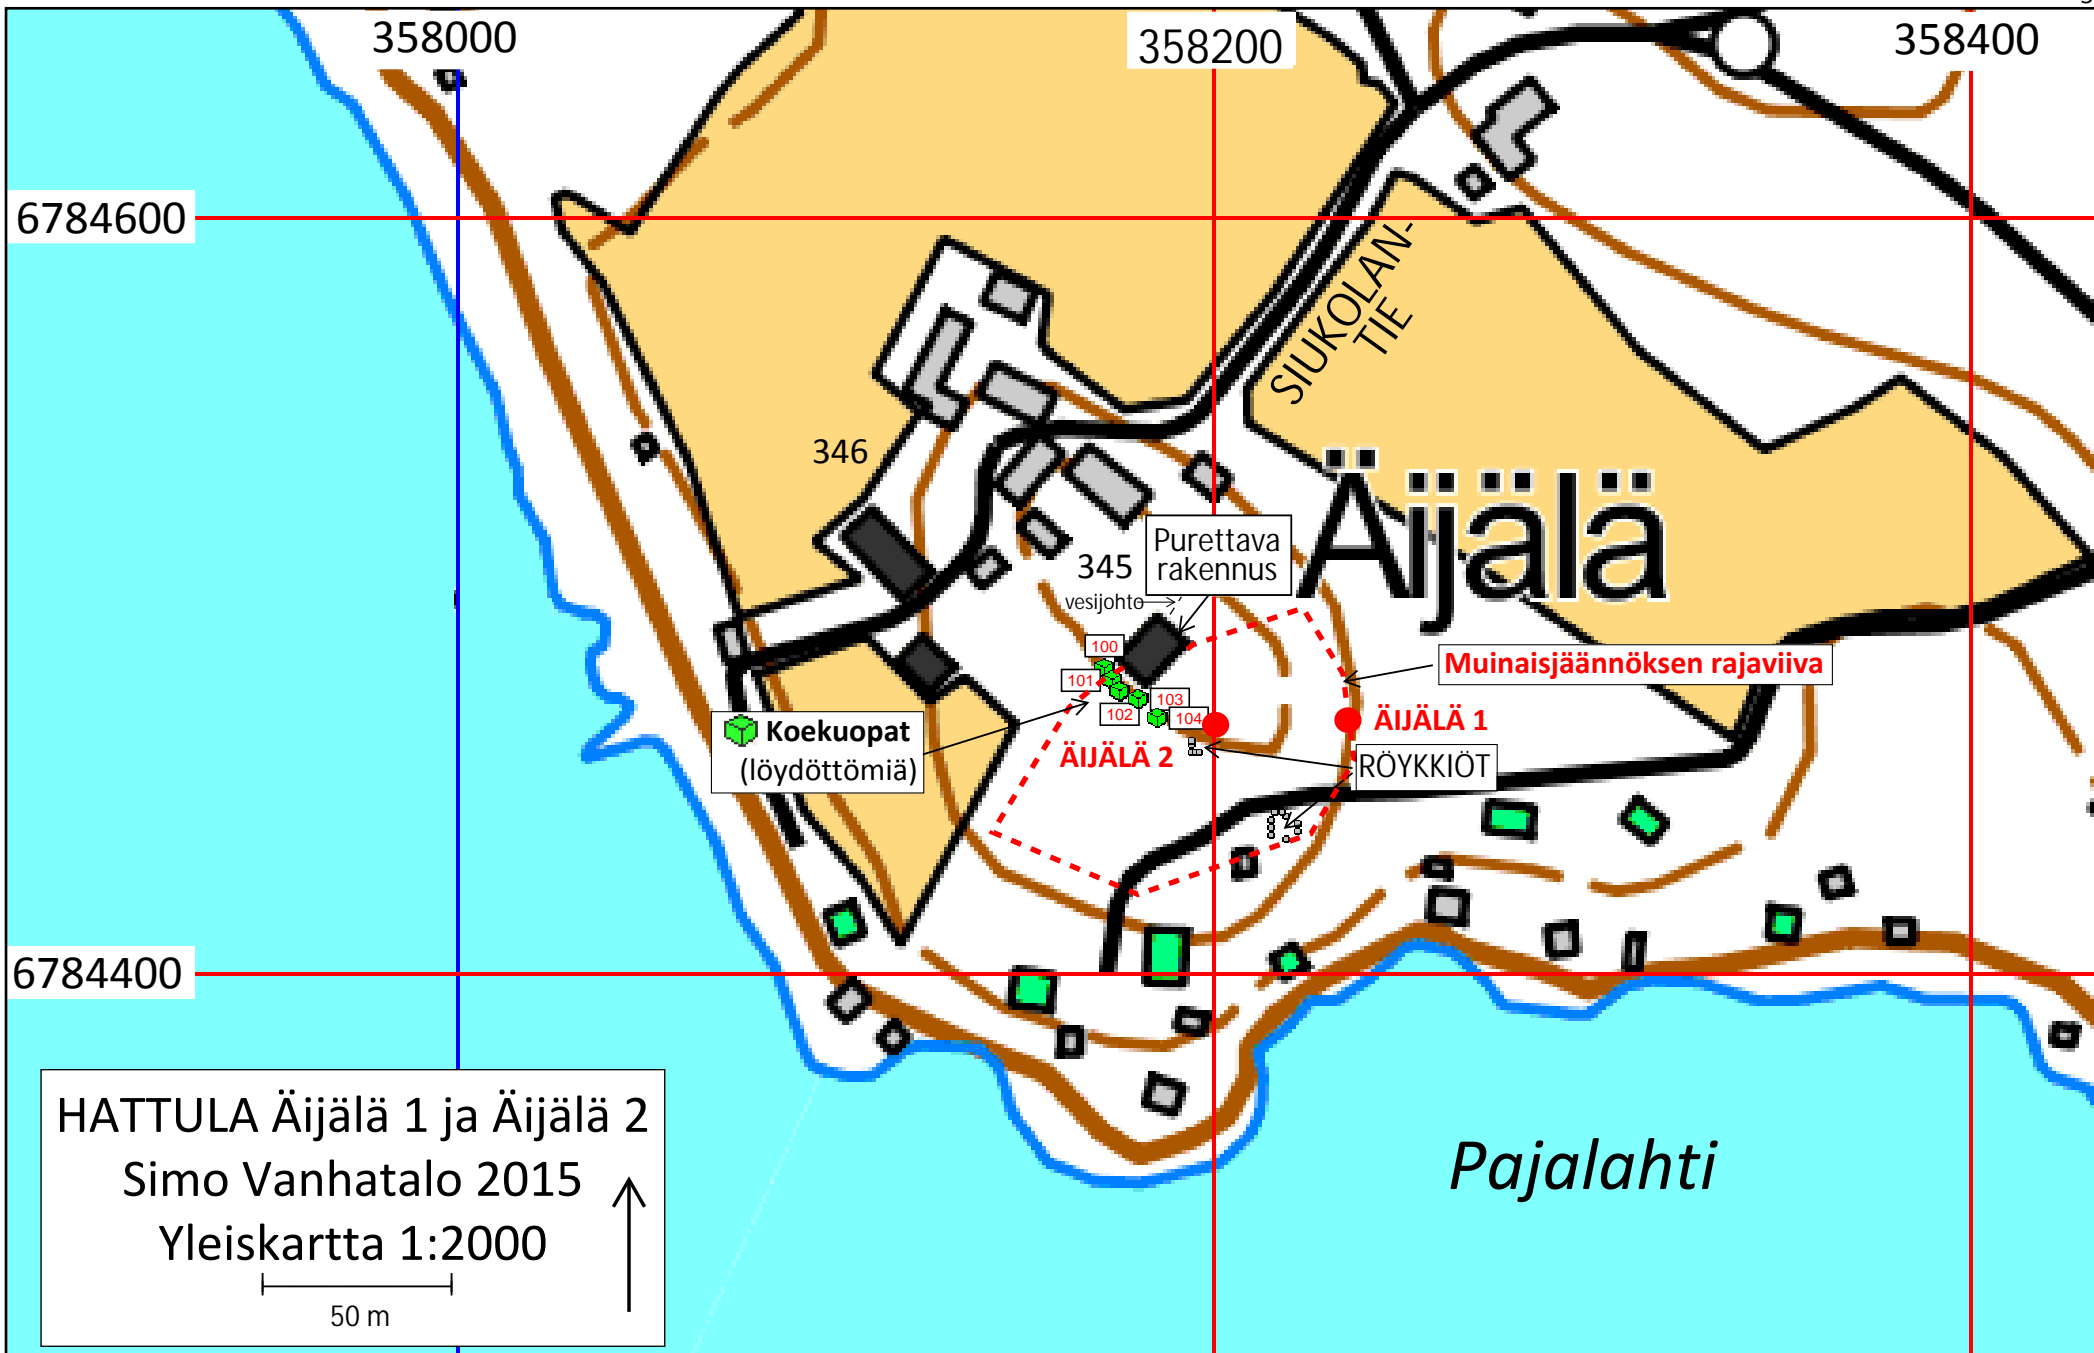 358000
358200
358400
6784600
SIUKOLAN-
TIE
346
Äijälä
Purettava
rakennus
345
vesijohto
100
101
102
103
104
Muinaisjäännöksen rajaviiva
Koekuopat
(löydöttömiä)
ÄIJÄLÄ 1
ÄIJÄLÄ 2
RÖYKKIÖT
6784400
HATTULA Äijälä 1 ja Äijälä 2
Simo Vanhatalo 2015
Yleiskartta 1:2000
50 m
Pajalahti